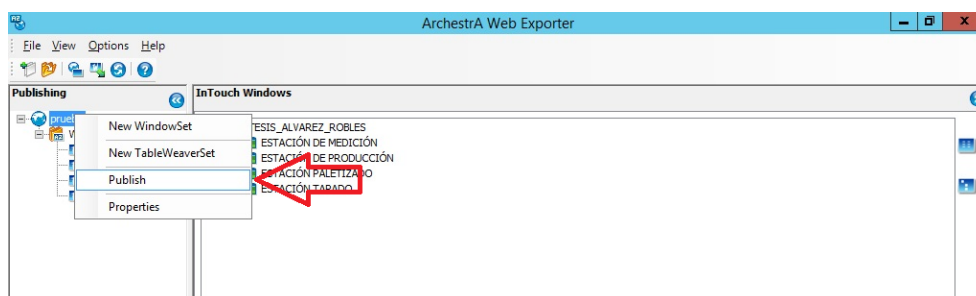 ArchestrA Web Exporter
File View Options Help
Publishing
InTouch Windows
New WindowSet
New TableWeaverSet
Publish
Properties
TESIS_ALVAREZ_ROBLES
ESTACIÓN DE MEDICIÓN
ESTACIÓN DE PRODUCCIÓN
ESTACIÓN PALETIZADO
ESTACIÓN TAPADO